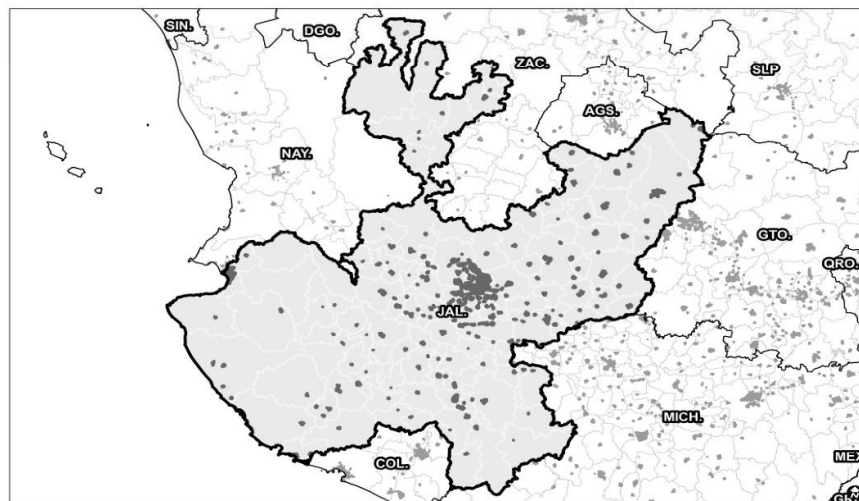 SIN.
DGO.
ZAC.
SLP
AGS.
NAY.
GTO.
QRO.
JAL.
MICH.
COL.
MEX